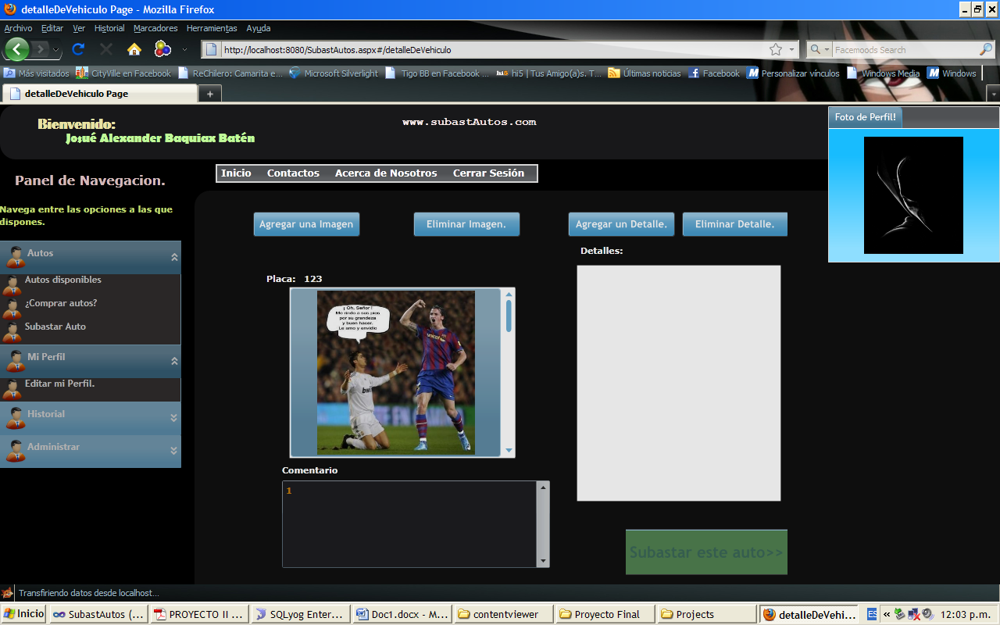 detalleDeVehiculo Page - Mozilla Firefox
Archivo Editar Ver Historial Marcadores Herramientas Ayuda
http://localhost:8080/SubastAutos.aspx#/detalleDeVehiculo
Facemoods Search
Más visitados CityVille en Facebook ReChilero: Camarita e... Microsoft Silverlight Tigo BB en Facebook ... hi5 hi5 | Tus Amigo(a)s. T... Últimas noticias Facebook Personalizar vínculos Windows Media Windows
detalleDeVehiculo Page
Bienvenido:
Josué Alexander Baquiax Batén
www.subastAutos.com
Foto de Perfil!
Inicio Contactos Acerca de Nosotros Cerrar Sesión
Panel de Navegacion.
Navega entre las opciones a las que
dispones.
Autos
Autos disponibles
¿Comprar autos?
Subastar Auto
Mi Perfil
Editar mi Perfil.
Historial
Administrar
Agregar una Imagen Eliminar Imagen. Agregar un Detalle. Eliminar Detalle.
Detalles:
Placa: 123
¡ Oh, Señor !
Me rindo a sus pies
por su grandeza
y buen hacer.
Le amo y envidio
unicef
bwin
Comentario
1
Subastar este auto>>
Transfiriendo datos desde localhost...
Inicio SubastAutos (... PROYECTO II ... SQLyog Enter... Doc1.docx - M... contentviewer Proyecto Final Projects detalleDeVehi... ES « 12:03 p.m.